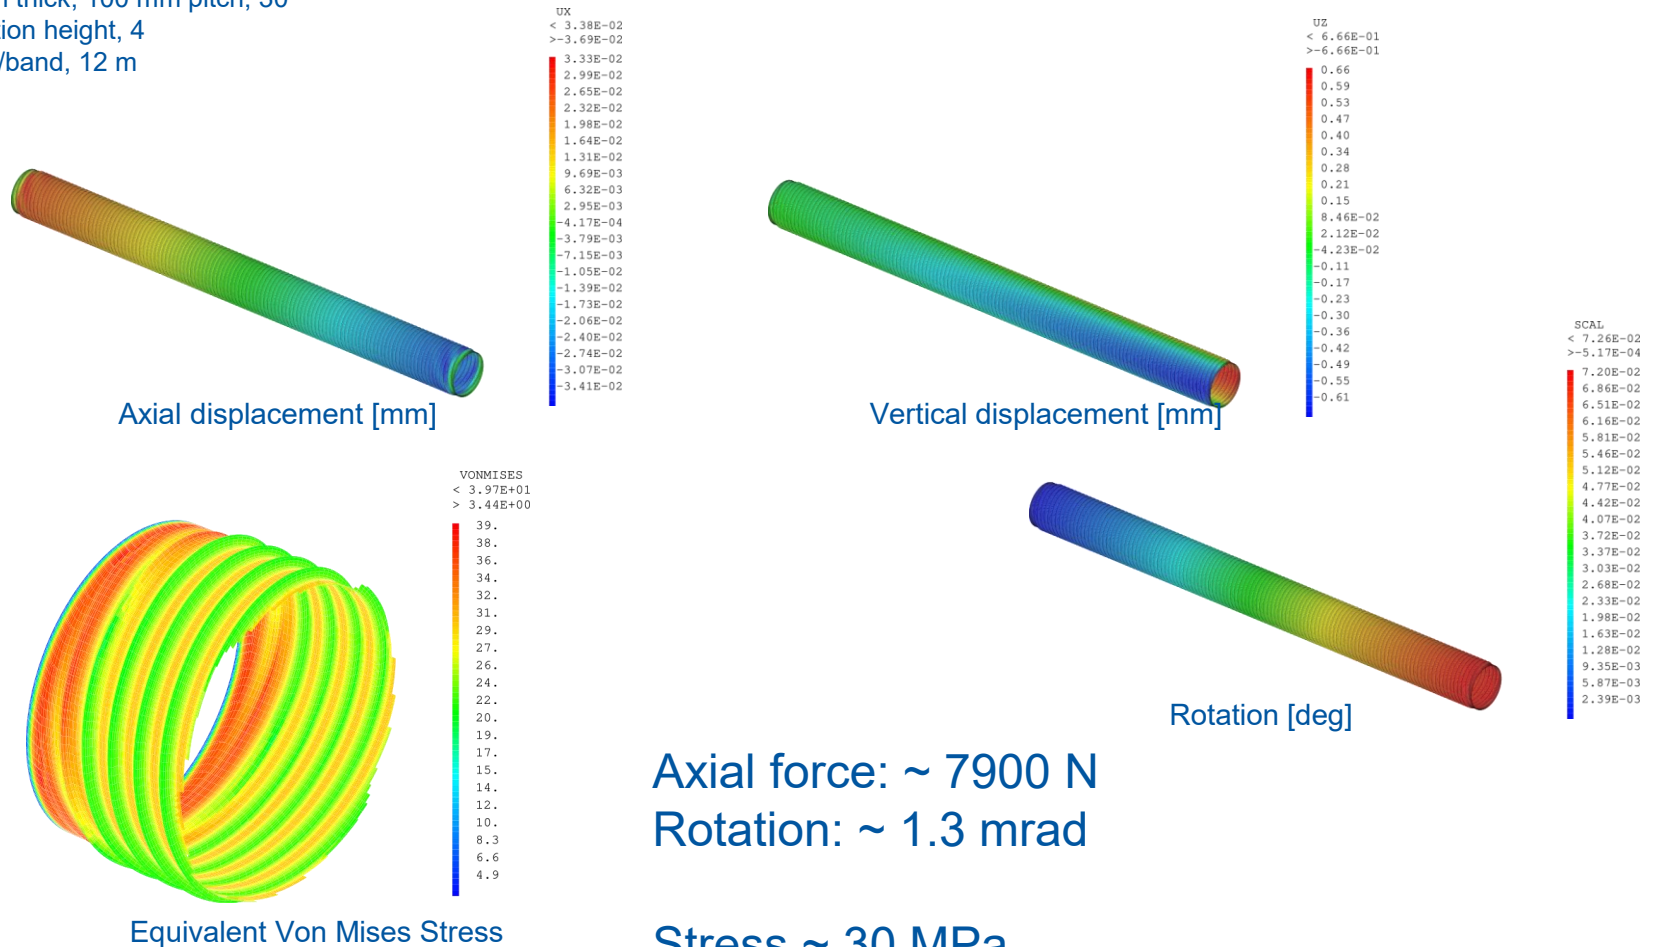 thick, 100 mm pitch, 50
tion height, 4
/band, 12 m
UX
< 3.38E-02
>-3.69E-02
3.33E-02
2.99E-02
2.65E-02
2.32E-02
1.98E-02
1.64E-02
1.31E-02
9.69E-03
6.32E-03
2.95E-03
-4.17E-04
-3.79E-03
-7.15E-03
-1.05E-02
-1.39E-02
-1.73E-02
-2.06E-02
-2.40E-02
-2.74E-02
-3.07E-02
-3.41E-02
Axial displacement [mm]
UZ
< 6.66E-01
>-6.66E-01
0.66
0.59
0.53
0.47
0.40
0.34
0.28
0.21
0.15
8.46E-02
2.12E-02
-4.23E-02
-0.11
-0.17
-0.23
-0.30
-0.36
-0.42
-0.49
-0.55
-0.61
Vertical displacement [mm]
SCAL
< 7.26E-02
>-5.17E-04
7.20E-02
6.86E-02
6.51E-02
6.16E-02
5.81E-02
5.46E-02
5.12E-02
4.77E-02
4.42E-02
4.07E-02
3.72E-02
3.37E-02
3.03E-02
2.68E-02
2.33E-02
1.98E-02
1.63E-02
1.28E-02
9.35E-03
5.87E-03
2.39E-03
Rotation [deg]
VONMISES
< 3.97E+01
> 3.44E+00
39.
38.
36.
34.
32.
31.
29.
27.
26.
24.
22.
20.
19.
17.
15.
14.
12.
10.
8.3
6.6
4.9
Equivalent Von Mises Stress
Axial force: ~ 7900 N
Rotation: ~ 1.3 mrad
Stress ~ 30 MPa